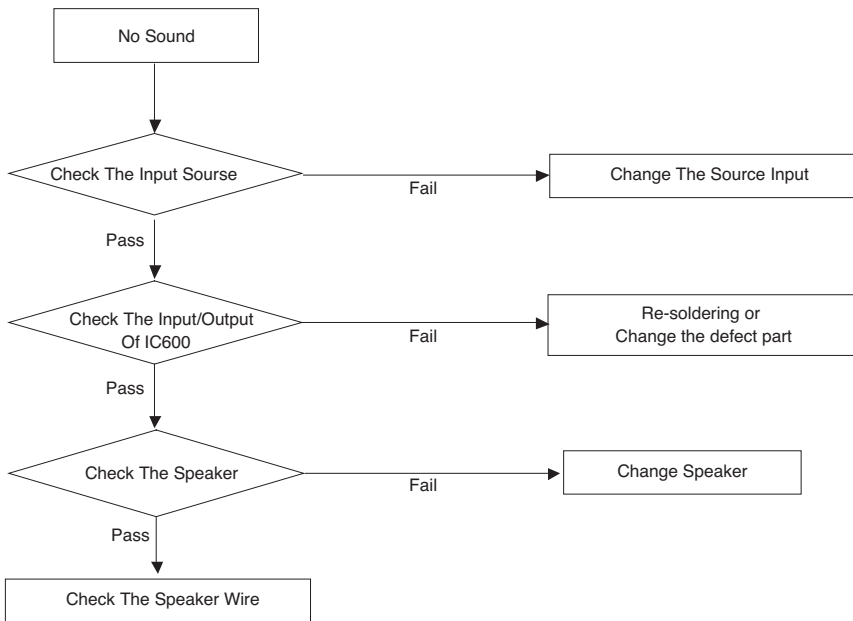 No Sound
Check The Input Sourse
Fail
Change The Source Input
Pass
Check The Input/Output
Of IC600
Fail
Re-soldering or
Change the defect part
Pass
Check The Speaker
Fail
Change Speaker
Pass
Check The Speaker Wire